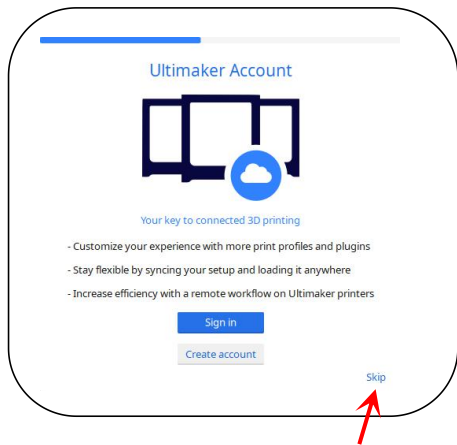 Ultimaker Account
Your key to connected 3D printing
- Customize your experience with more print profiles and plugins
- Stay flexible by syncing your setup and loading it anywhere
- Increase efficiency with a remote workflow on Ultimaker printers
Sign in
Create account
Skip